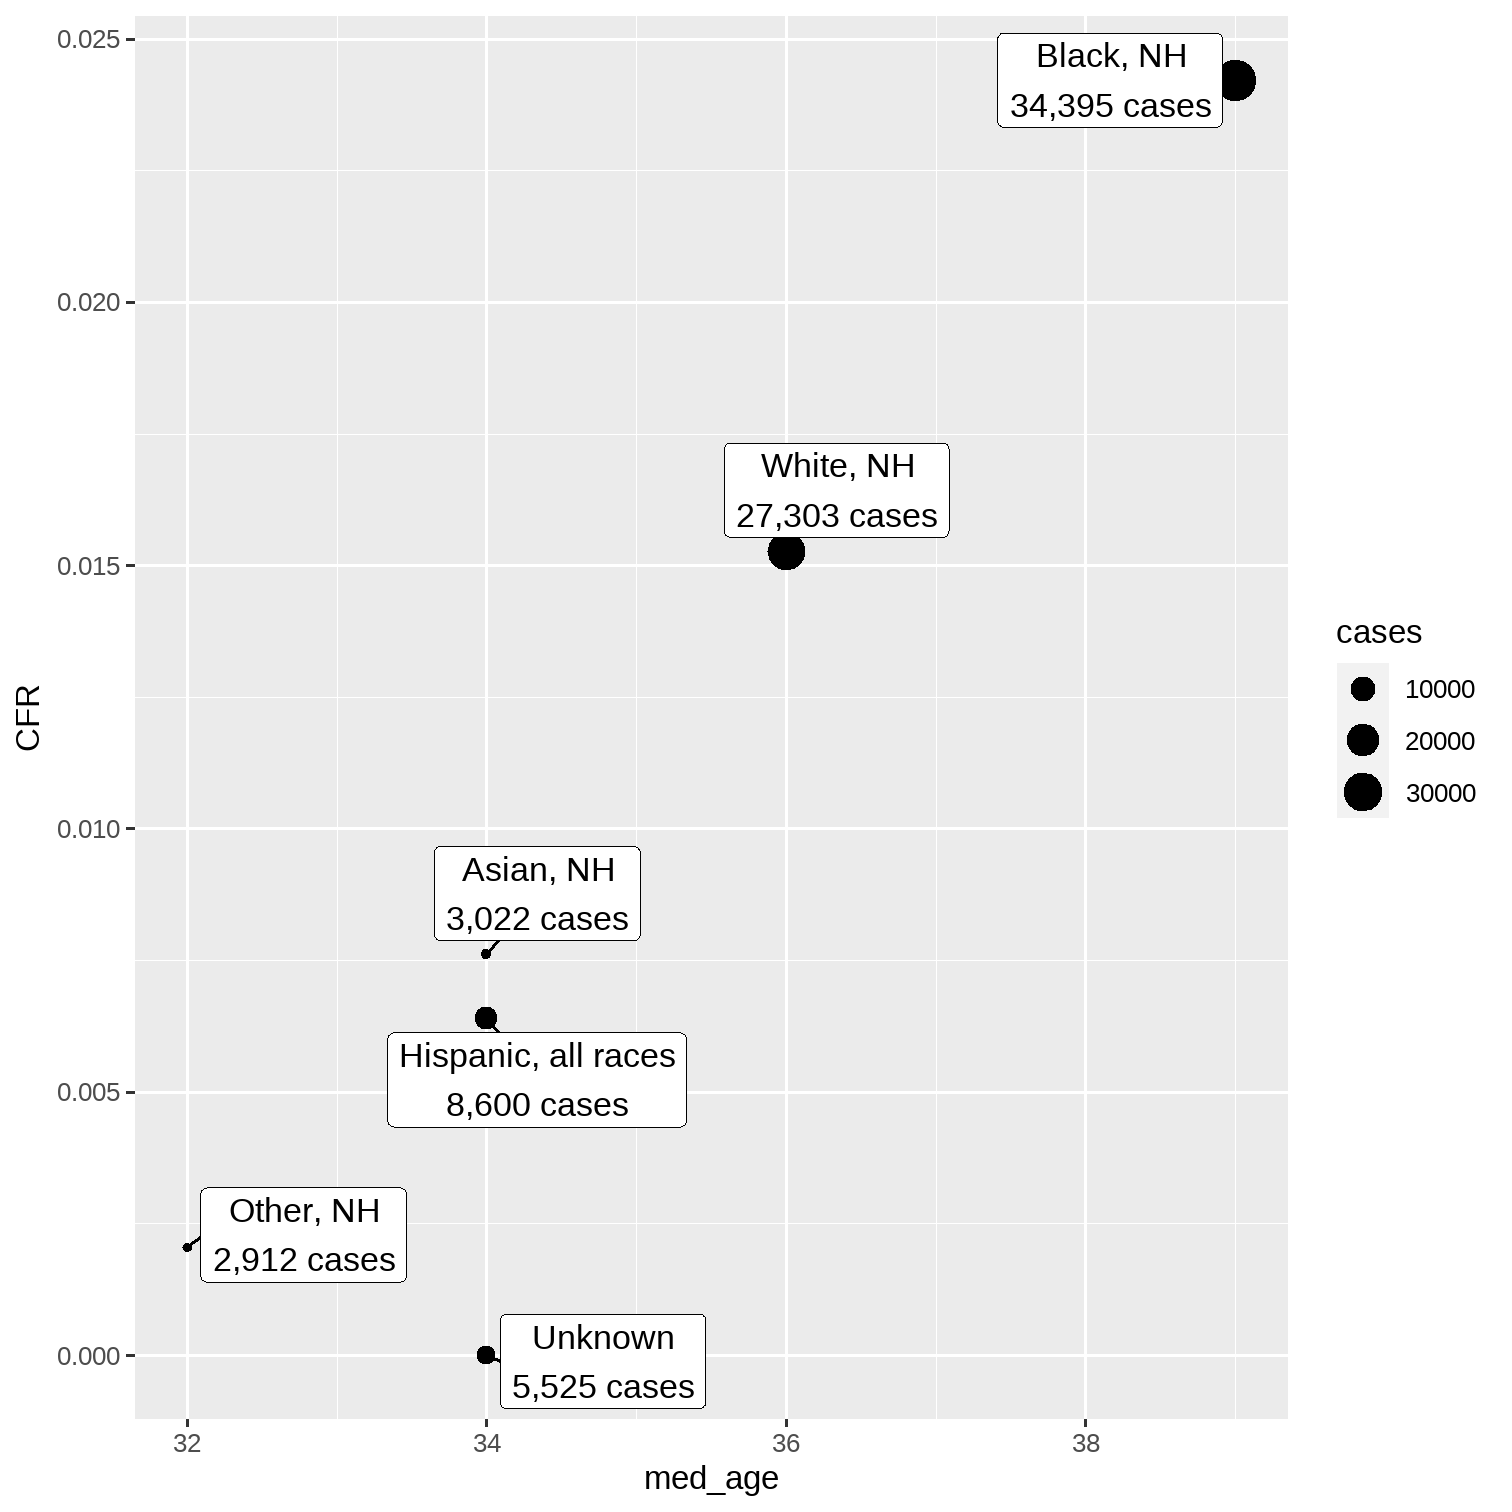 0.025
0.020
0.015
0.010
0.005
0.000
CFR
Black, NH
34,395 cases
White, NH
27,303 cases
Asian, NH
3,022 cases
Hispanic, all races
8,600 cases
Other, NH
2,912 cases
Unknown
5,525 cases
32
34
36
38
med_age
cases
10000
20000
30000